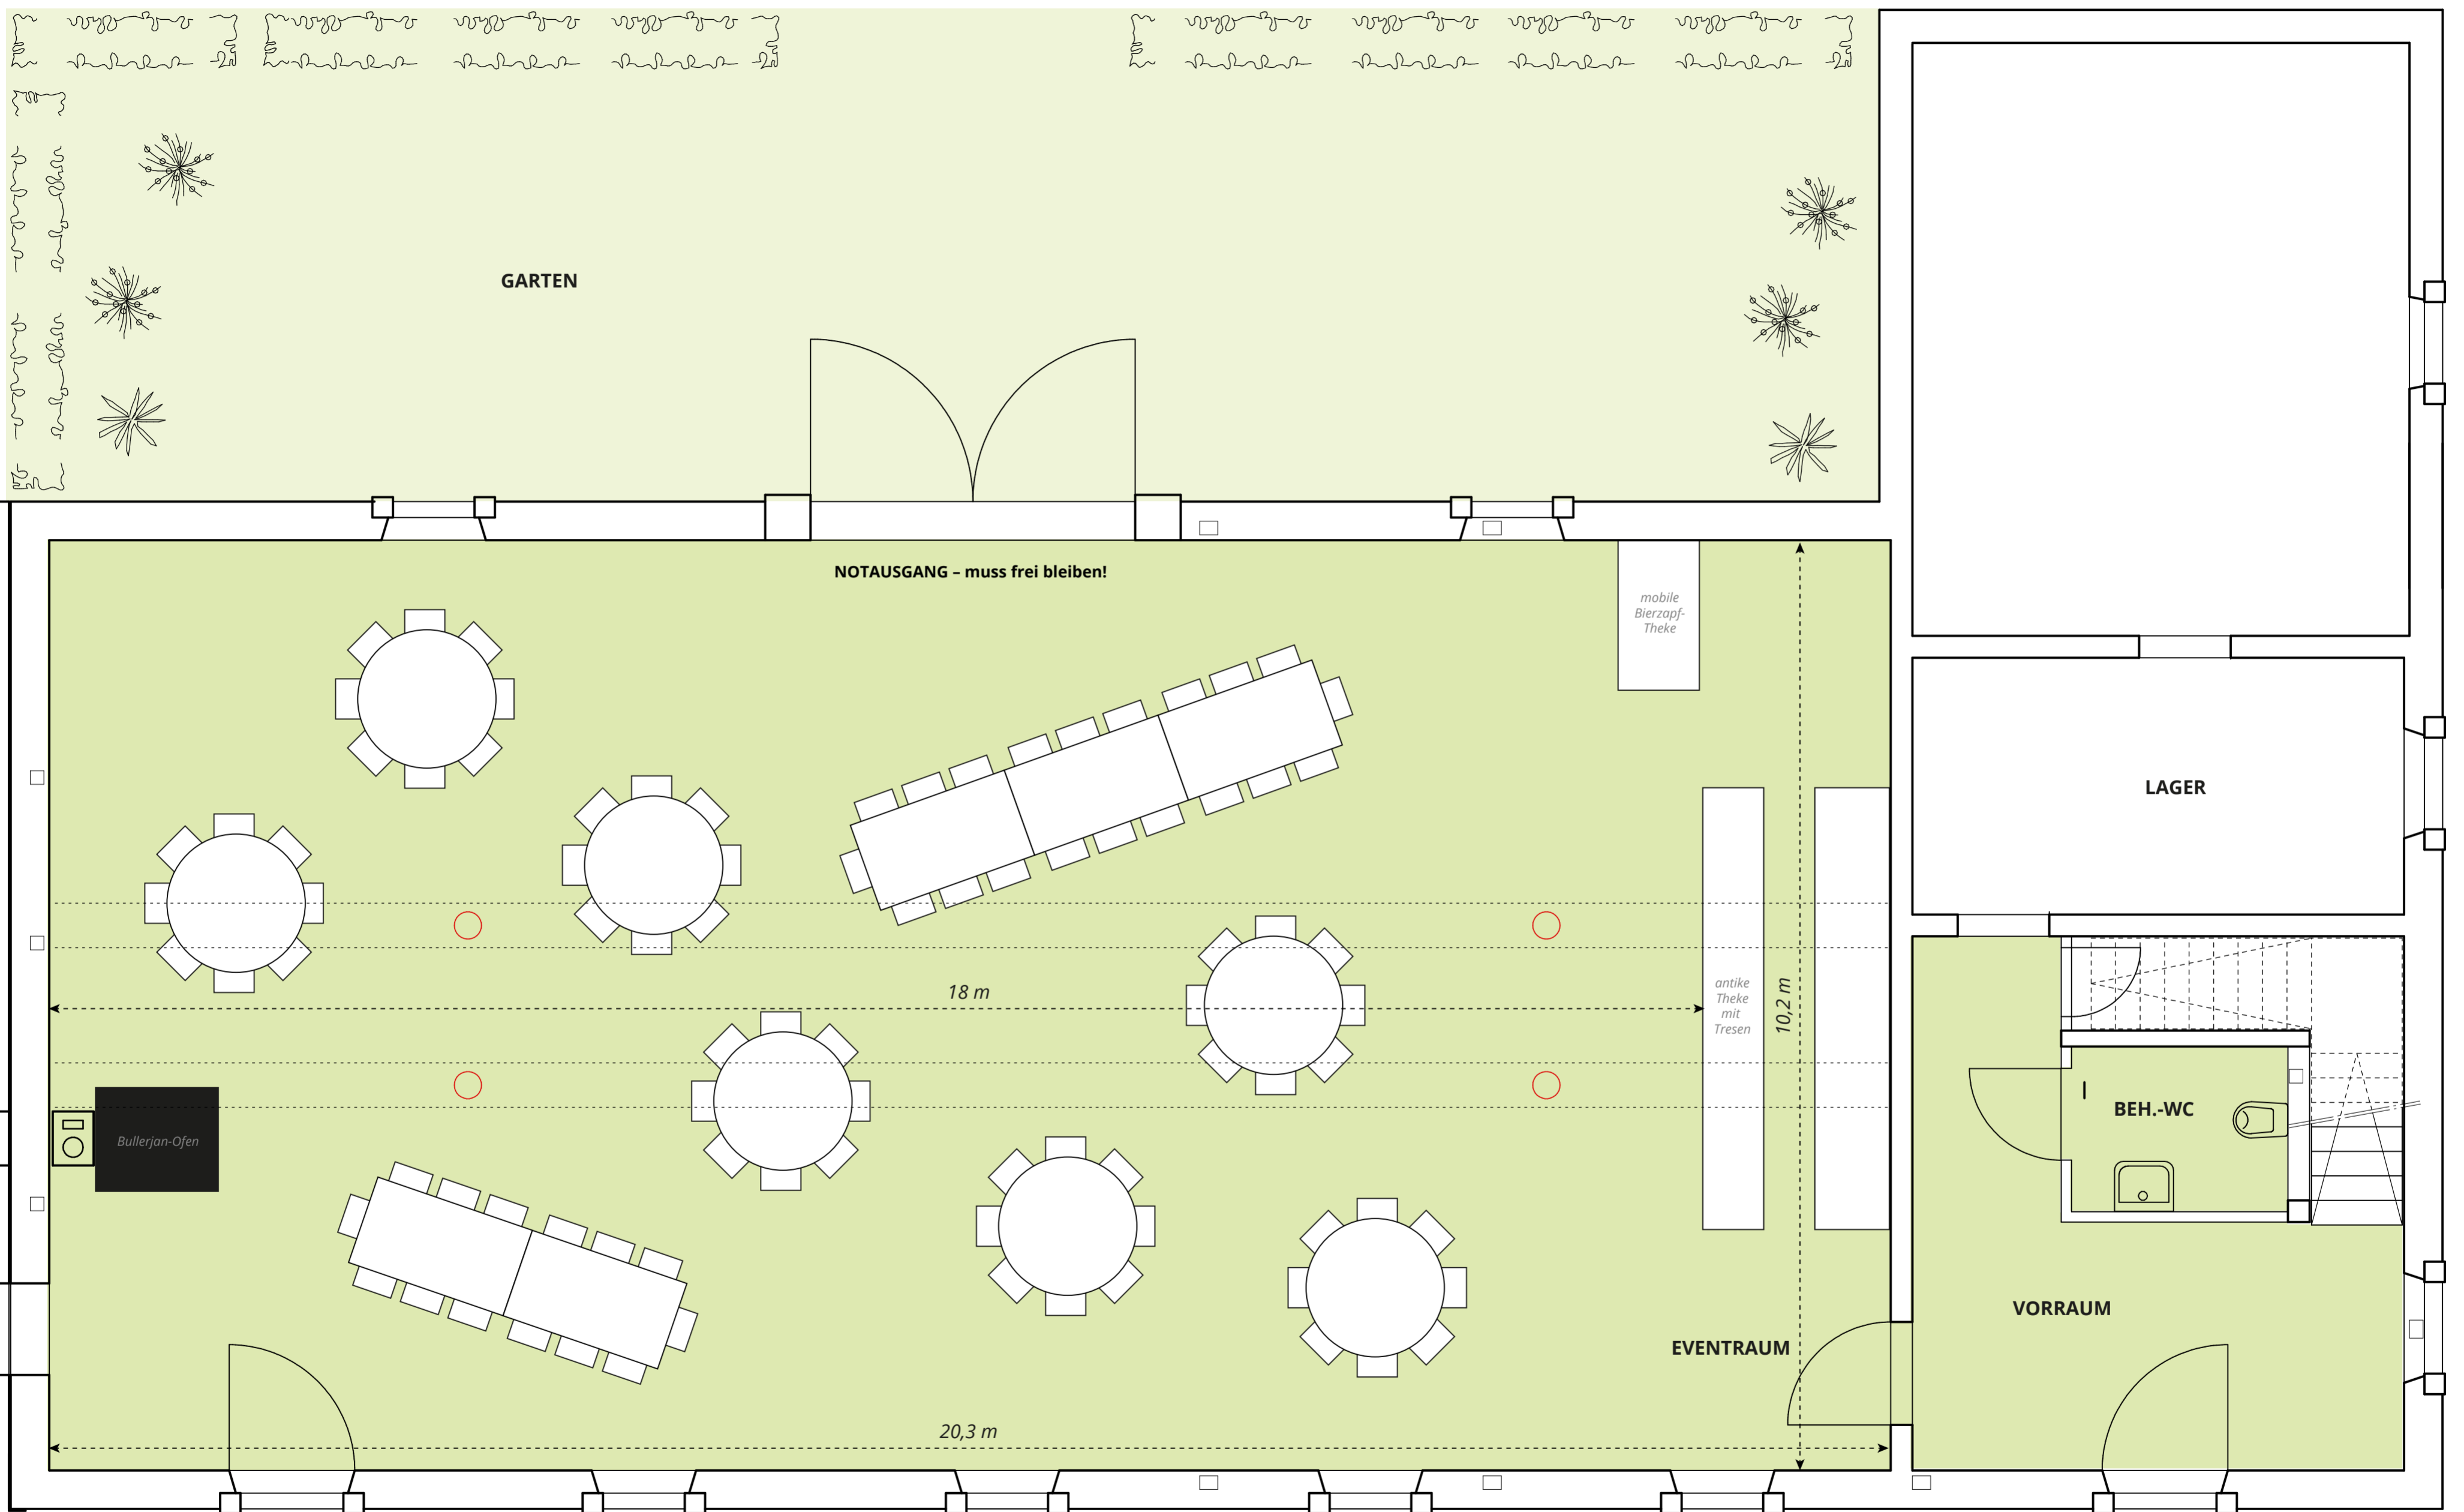 GARTEN
NOTAUSGANG – muss frei bleiben!
mobile
Bierzapf-
Theke
LAGER
18 m
antike
Theke
mit
Tresen
10,2 m
Bullerjan-Ofen
BEH.-WC
VORRAUM
EVENTRAUM
20,3 m